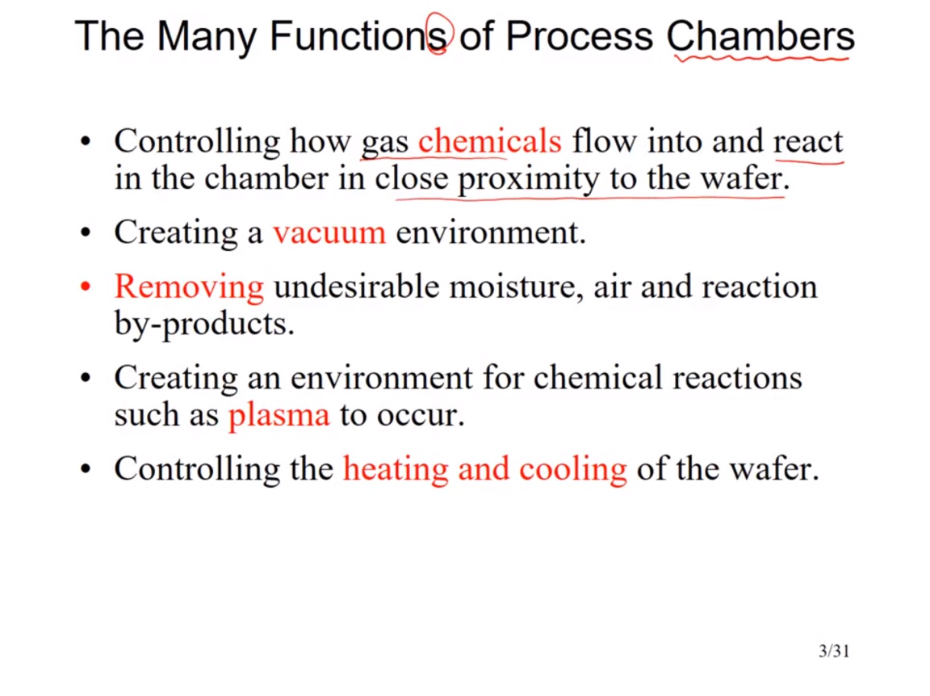 The Many Functions of Process Chambers
• Controlling how gas chemicals flow into and react
in the chamber in close proximity to the wafer.
• Creating a vacuum environment.
• Removing undesirable moisture, air and reaction
by-products.
• Creating an environment for chemical reactions
such as plasma to occur.
• Controlling the heating and cooling of the wafer.
3/31